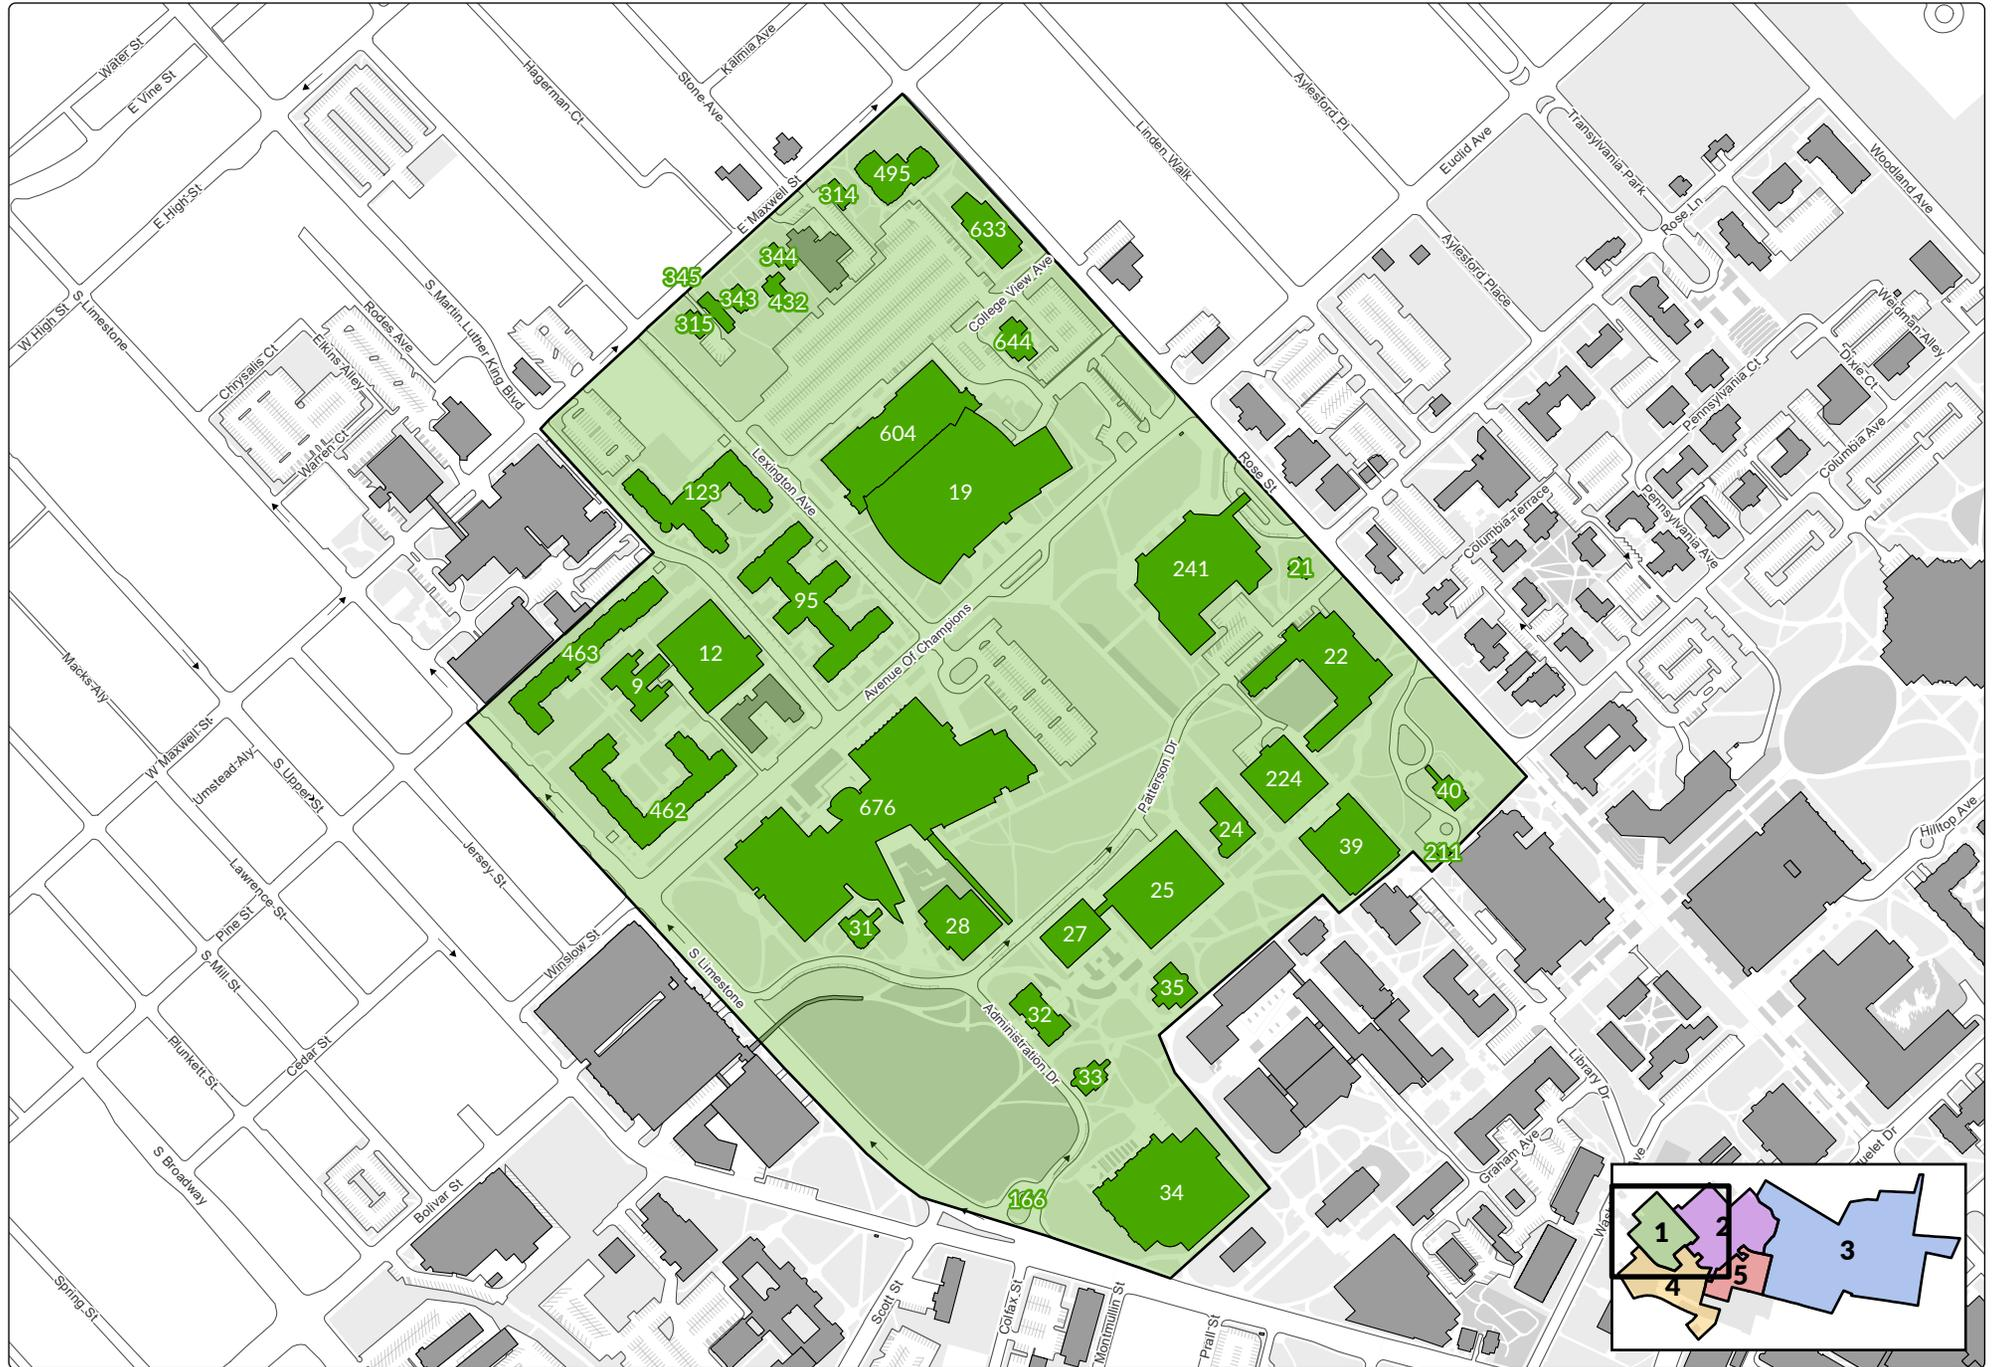 Water St
E Vine St
Hagerman Ct
Stone Ave
Kalmia Ave
Linden Walk
Aylesford Pl
Euclid Ave
Transylvania Park
Woodland Ave
Rose Ln
E High St
E Maxwell St
495
314
633
344
345
343
432
315
College View Ave
644
Aylesford Place
Weldman Alley
Dixie Ct
W High St
S Limestone
Rodes Ave
S Martin Luther King Blvd
Chrysalis Ct
Elkins Alley
Warren Ct
Pennsylvania Ct
Columbia Ave
604
19
Lexington Ave
123
Rose St
Columbia Terrace
Pennsylvania Ave
241
21
95
12
463
9
Avenue Of Champions
22
Macks Aly
W Maxwell St
Umstead Aly
S Upper St
462
676
Patterson Dr
224
40
24
39
211
Hilltop Ave
Jersey St
Lawrence St
Pine St
S Mill St
Winslow St
S Limestone
25
31
28
27
35
32
Administration Dr
33
Plunkett St
Cedar St
Library Dr
Graham Ave
S Broadway
Bolivar St
34
166
Spring St
Scott St
Colfax St
Montmullin St
Prall St
Ave
Huguelet Dr
1
2
3
4
5